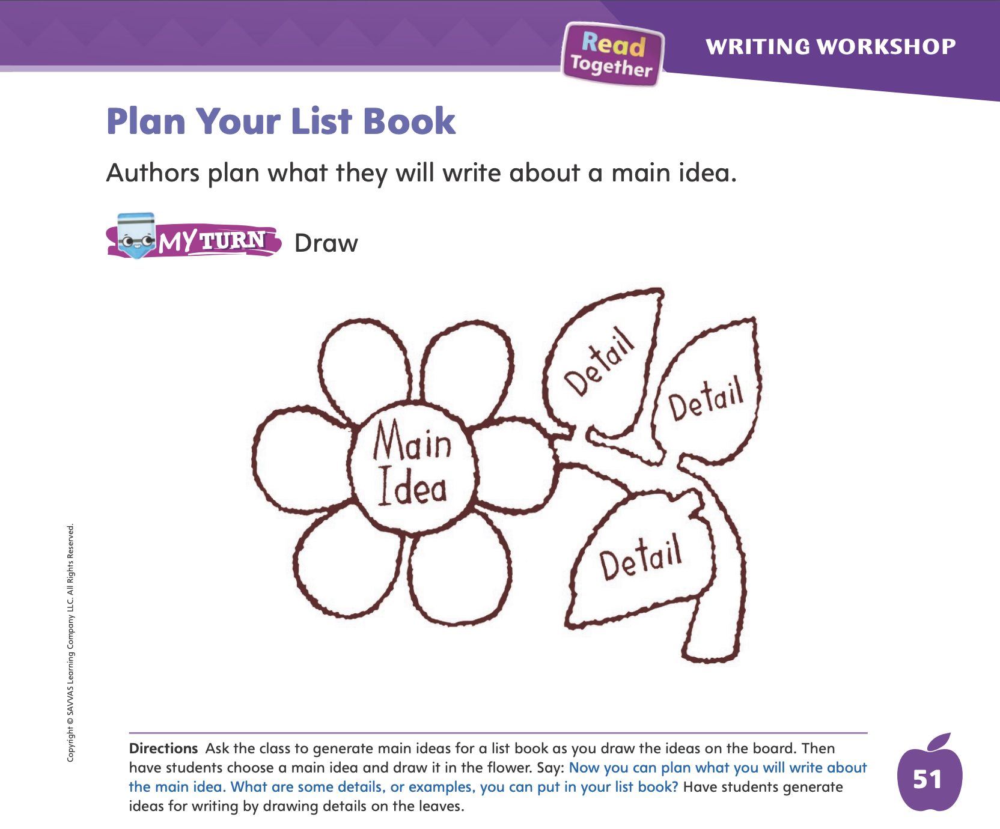 Read
Together
WRITING WORKSHOP
Plan Your List Book
Authors plan what they will write about a main idea.
MY TURN Draw
Detail
Detail
Main
Idea
Detail
Copyright © SAVVAS Learning Company LLC. All Rights Reserved.
Directions Ask the class to generate main ideas for a list book as you draw the ideas on the board. Then
have students choose a main idea and draw it in the flower. Say: Now you can plan what you will write about
the main idea. What are some details, or examples, you can put in your list book? Have students generate
ideas for writing by drawing details on the leaves.
51